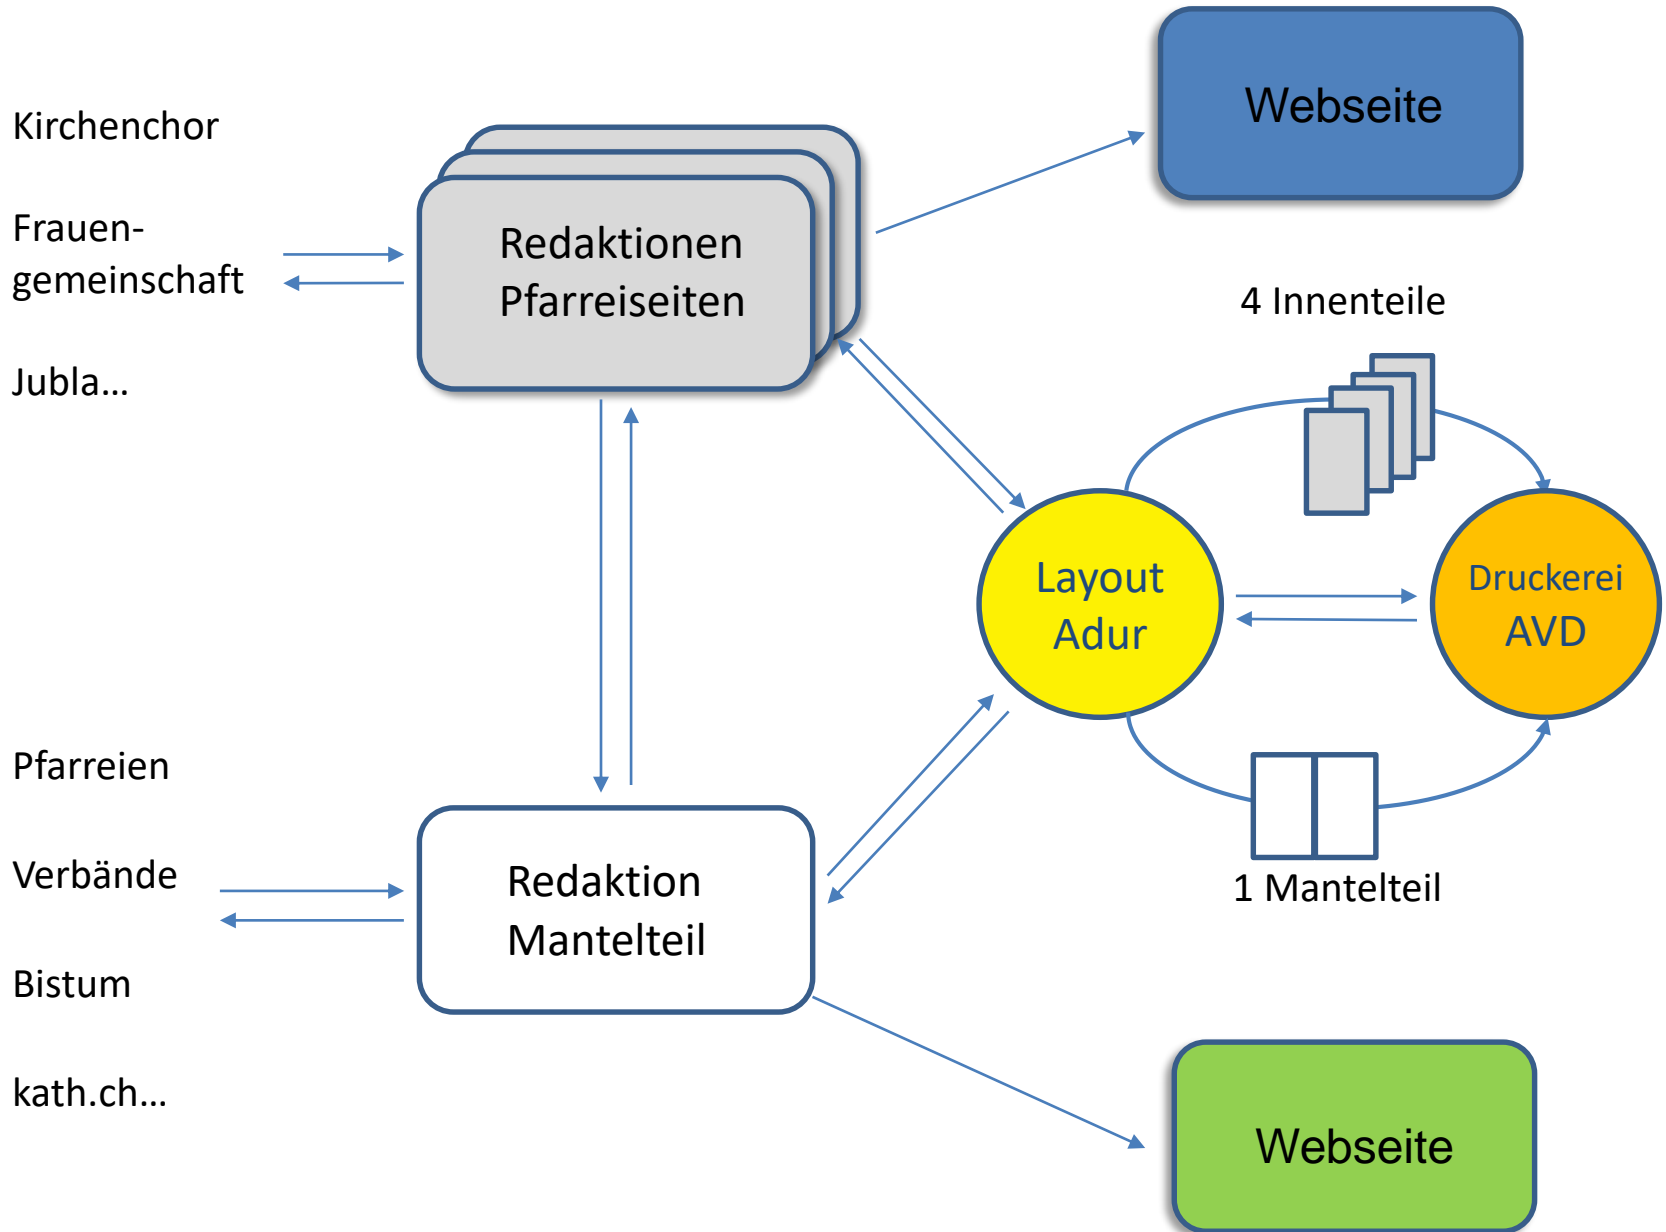 Webseite
Kirchenchor
Frauen-
gemeinschaft
Jubla…
Redaktionen
Pfarreiseiten
4 Innenteile
Layout
Adur
Druckerei
AVD
1 Mantelteil
Pfarreien
Verbände
Bistum
kath.ch…
Redaktion
Mantelteil
Webseite